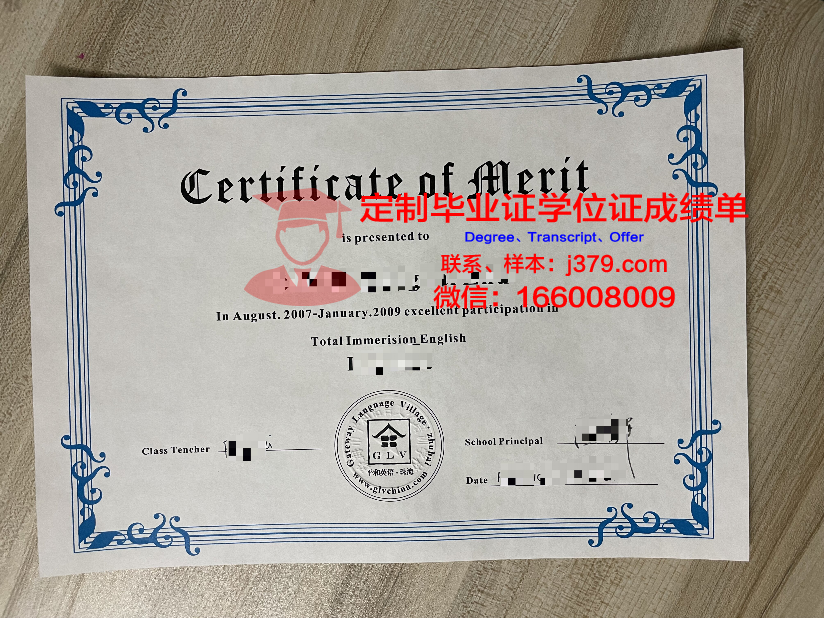 Certificate of Merit
定制毕业证学位证成绩单
is presented to
Degree、Transcript、Offer
联系、样本：j379.com
微信：166008009
In August. 2007-January.2009 excellent participation in
Total Immerision English
Gateway Language Village·zhuhai
GLV
www.glvchina.com
Class Tencher
School Principal
Date